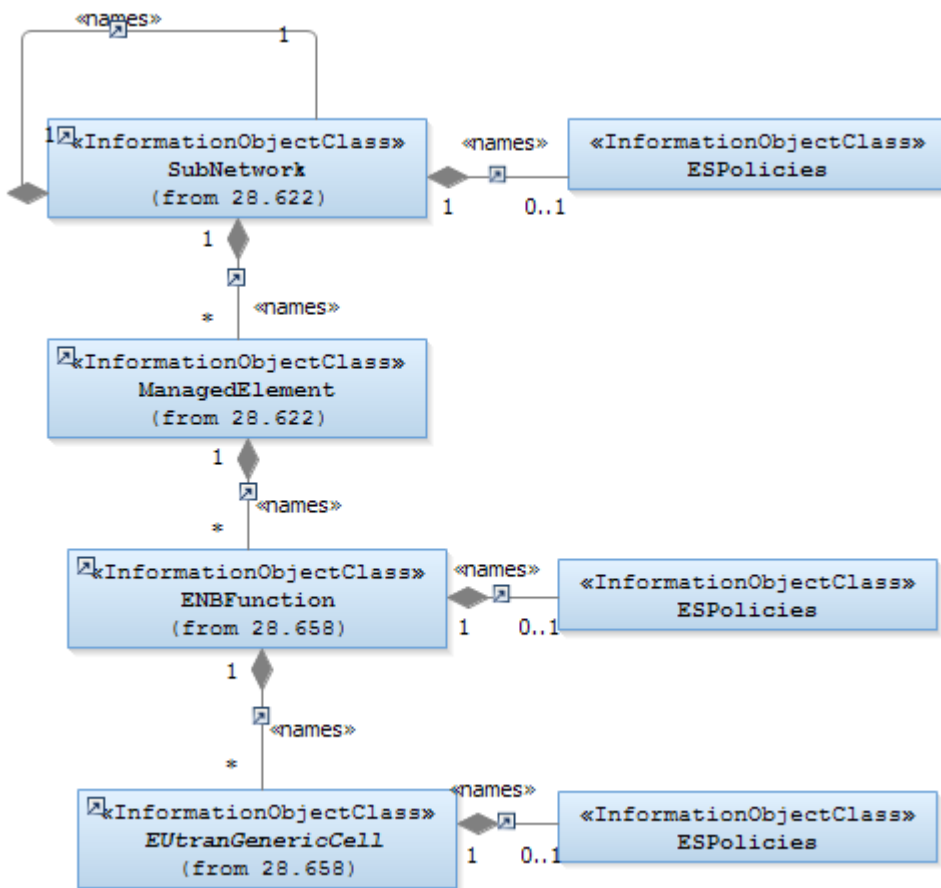 «names»
1
1
«InformationObjectClass»
SubNetwork
(from 28.622)
«names»
1
0..1
«InformationObjectClass»
ESPolicies
1
«names»
*
«InformationObjectClass»
ManagedElement
(from 28.622)
1
«names»
*
«InformationObjectClass»
ENBFunction
(from 28.658)
«names»
1
0..1
«InformationObjectClass»
ESPolicies
1
«names»
*
«InformationObjectClass»
EUtranGenericCell
(from 28.658)
«names»
1
0..1
«InformationObjectClass»
ESPolicies